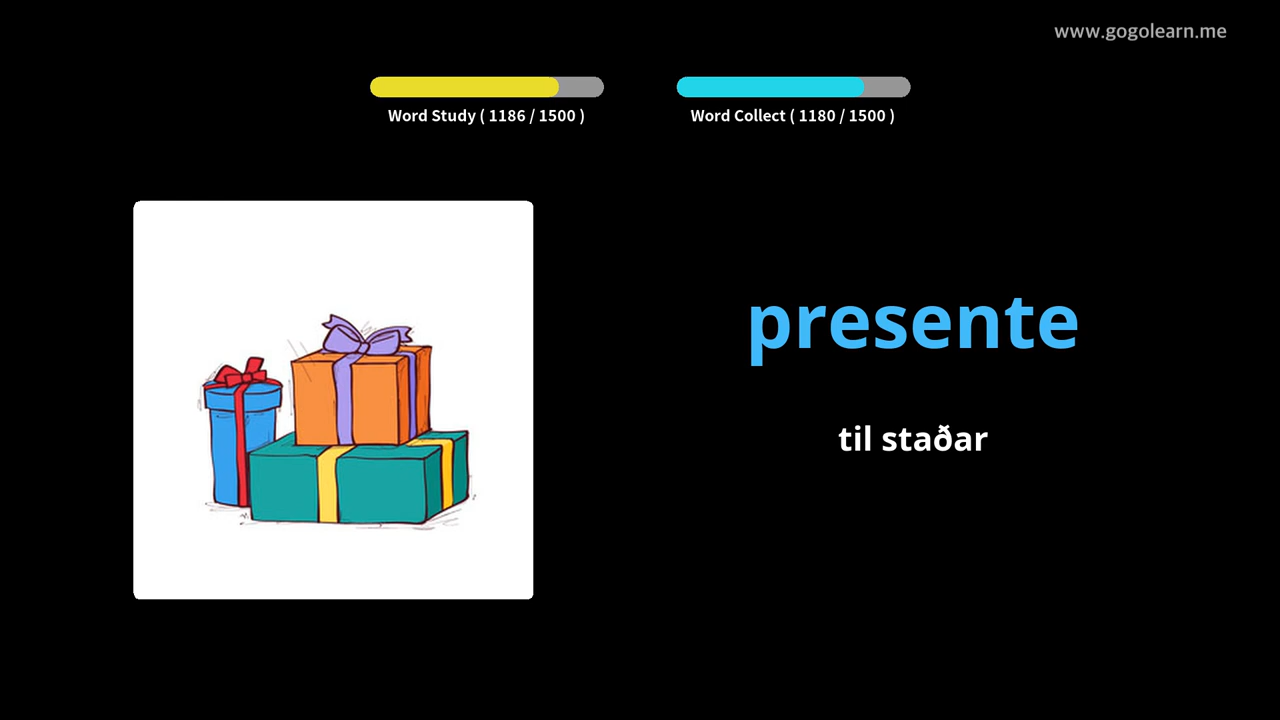 www.gogolearn.me
Word Study ( 1186 / 1500 )
Word Collect ( 1180 / 1500 )
presente
til staðar